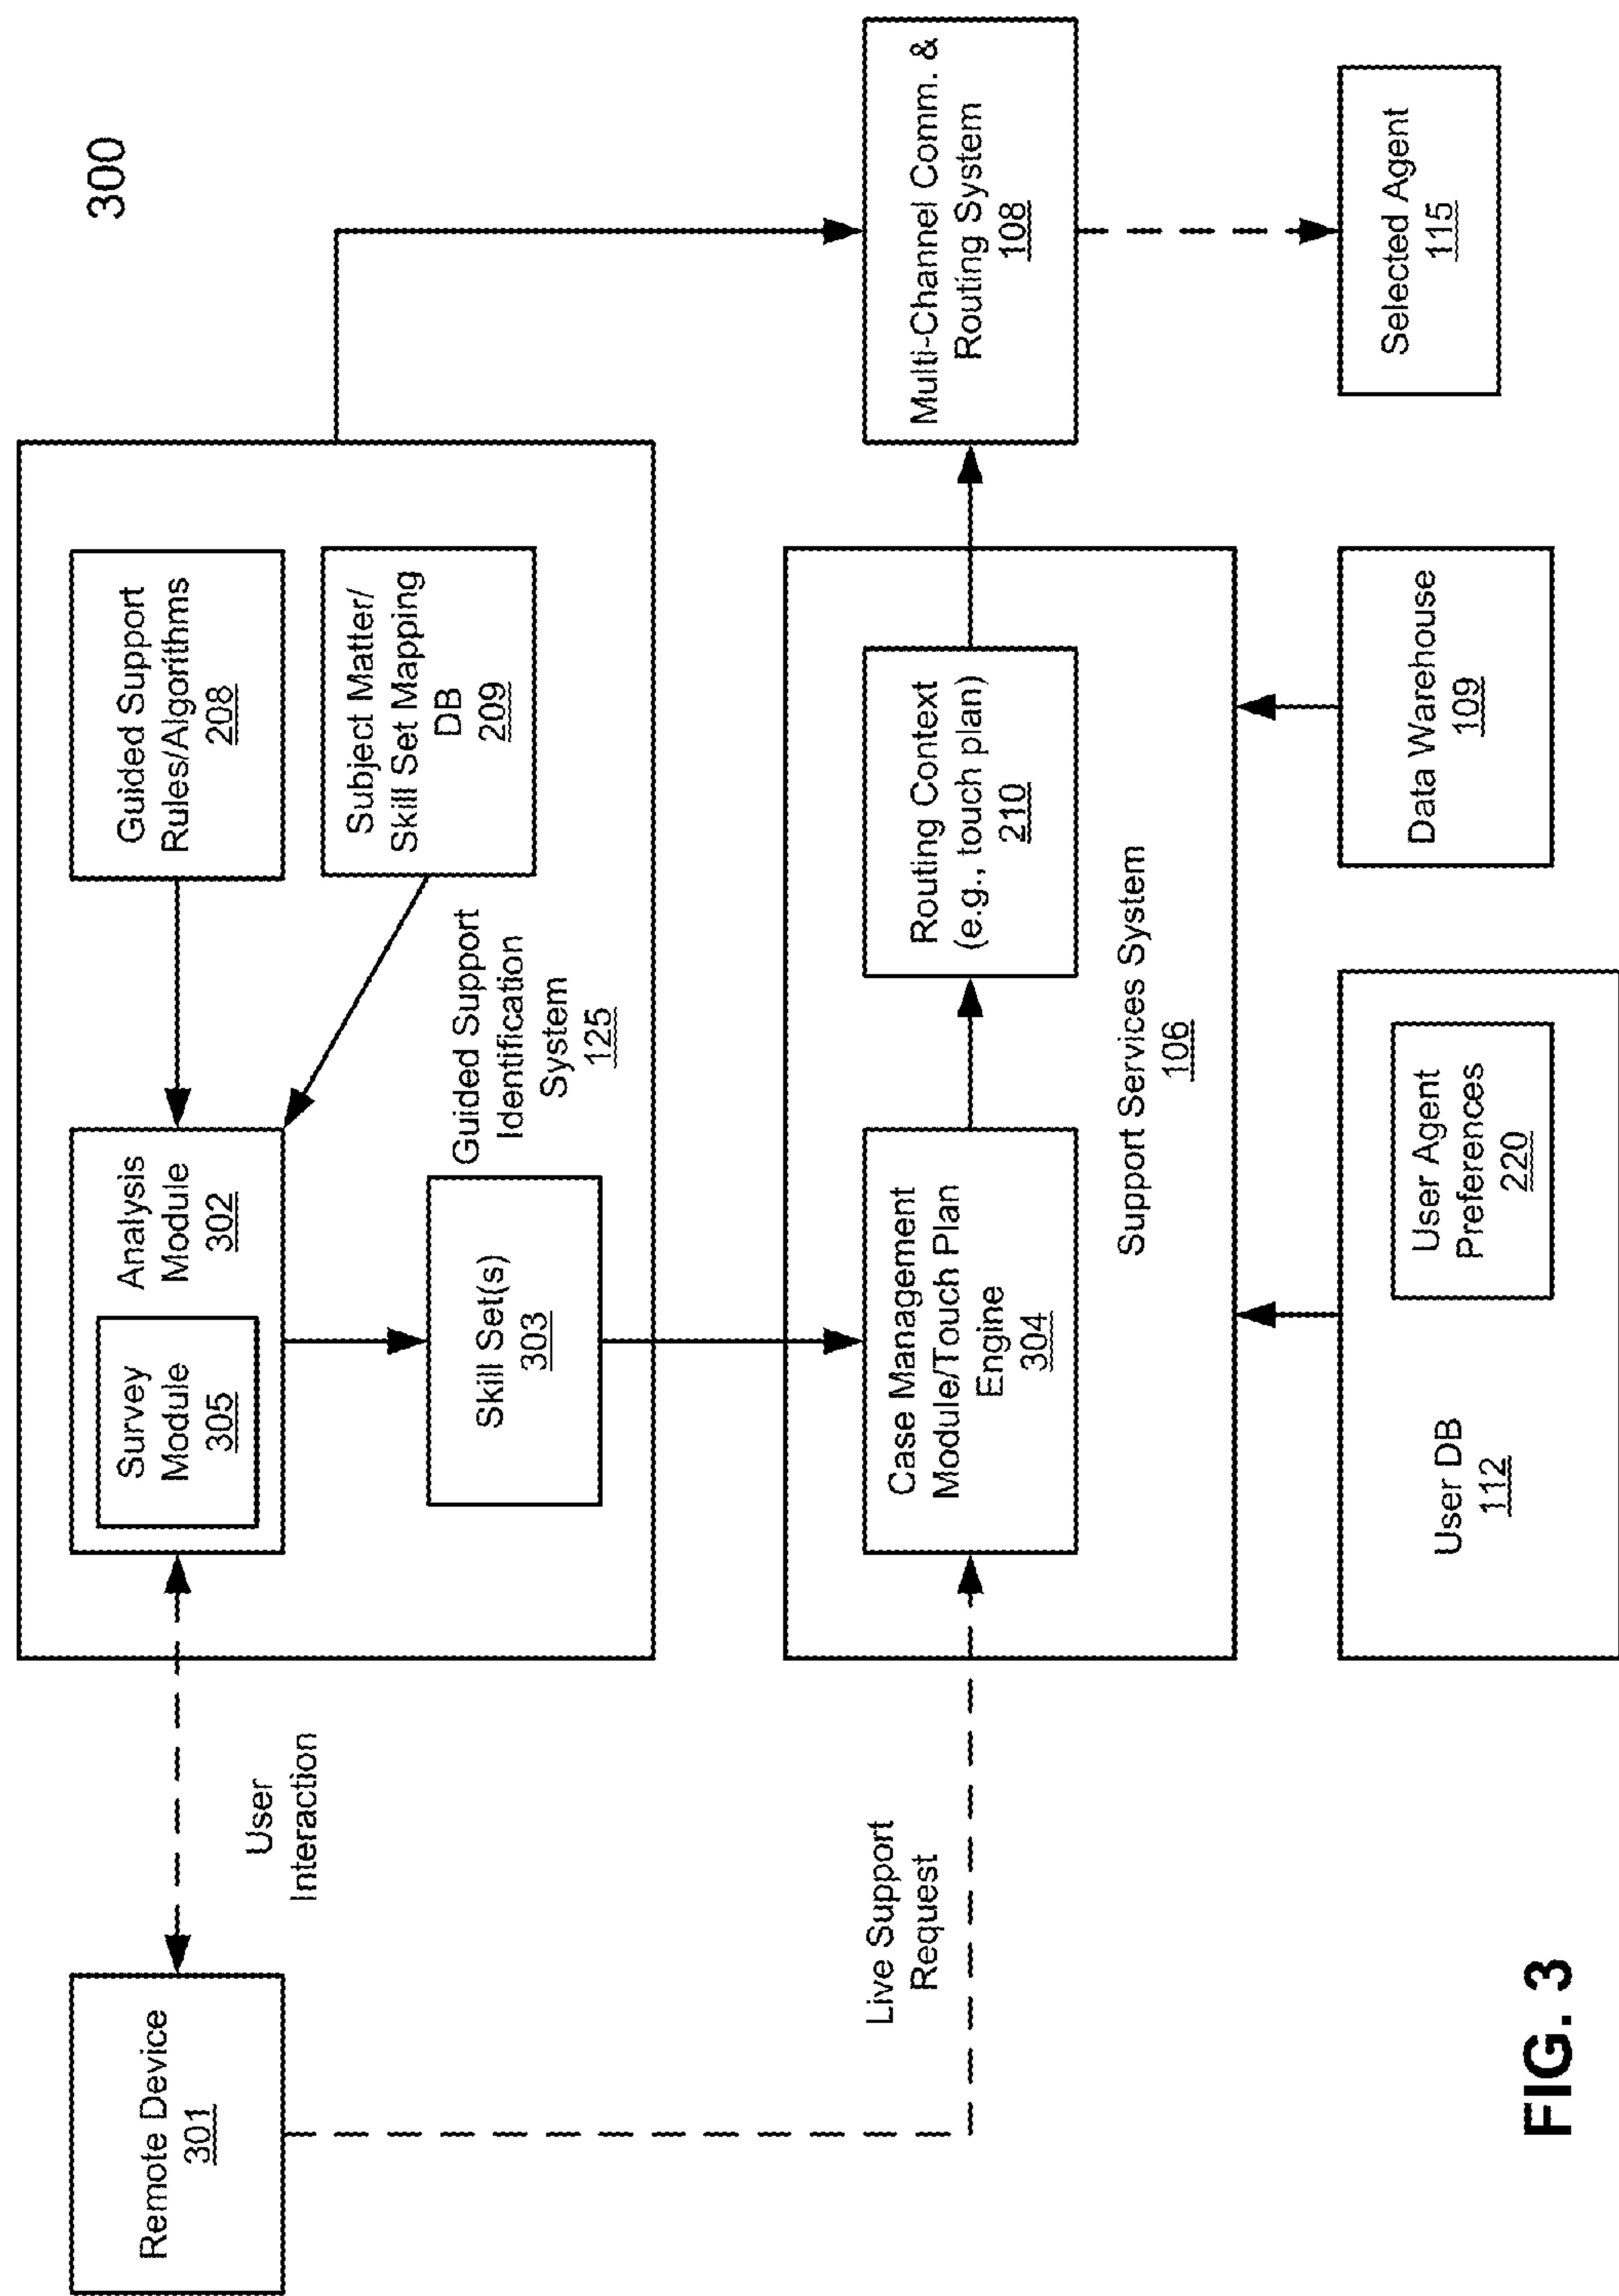 300
Remote Device
301
User
Interaction
Survey
Module
305
Analysis
Module
302
Guided Support
Rules/Algorithms
208
Subject Matter/
Skill Set Mapping
DB
209
Skill Set(s)
303
Guided Support
Identification
System
125
Live Support
Request
Case Management
Module/Touch Plan
Engine
304
Routing Context
(e.g., touch plan)
210
Support Services System
106
Multi-Channel Comm. &
Routing System
108
User DB
112
User Agent
Preferences
220
Data Warehouse
109
Selected Agent
115
FIG. 3